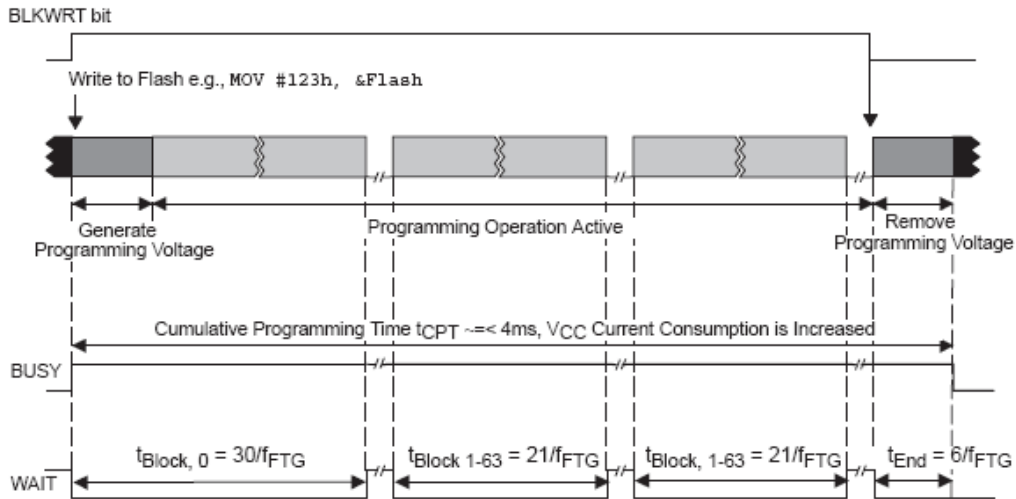 BLKWRT bit
Write to Flash e.g., MOV #123h, &Flash
Generate
Programming Voltage
Programming Operation Active
Remove
Programming Voltage
Cumulative Programming Time tCPT ~=< 4ms, VCC Current Consumption is Increased
BUSY
tBlock, 0 = 30/fFTG
tBlock 1-63 = 21/fFTG
tBlock, 1-63 = 21/fFTG
tEnd = 6/fFTG
WAIT